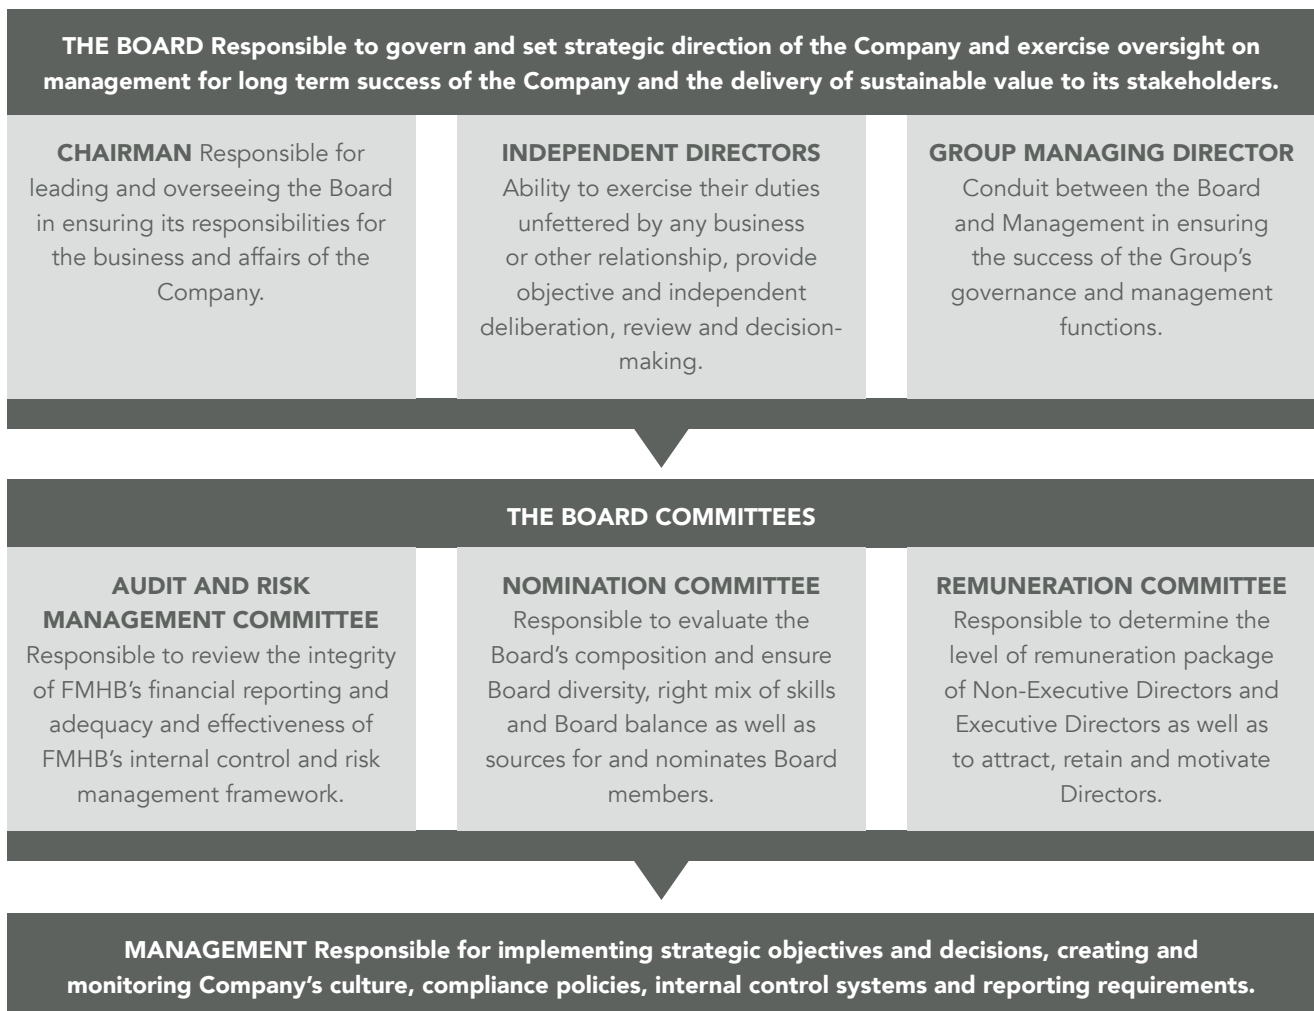 THE BOARD Responsible to govern and set strategic direction of the Company and exercise oversight on
management for long term success of the Company and the delivery of sustainable value to its stakeholders.
CHAIRMAN Responsible for
leading and overseeing the Board
in ensuring its responsibilities for
the business and affairs of the
Company.
INDEPENDENT DIRECTORS
Ability to exercise their duties
unfettered by any business
or other relationship, provide
objective and independent
deliberation, review and decision-
making.
GROUP MANAGING DIRECTOR
Conduit between the Board
and Management in ensuring
the success of the Group’s
governance and management
functions.
THE BOARD COMMITTEES
AUDIT AND RISK
MANAGEMENT COMMITTEE
Responsible to review the integrity
of FMHB’s financial reporting and
adequacy and effectiveness of
FMHB’s internal control and risk
management framework.
NOMINATION COMMITTEE
Responsible to evaluate the
Board’s composition and ensure
Board diversity, right mix of skills
and Board balance as well as
sources for and nominates Board
members.
REMUNERATION COMMITTEE
Responsible to determine the
level of remuneration package
of Non-Executive Directors and
Executive Directors as well as
to attract, retain and motivate
Directors.
MANAGEMENT Responsible for implementing strategic objectives and decisions, creating and
monitoring Company’s culture, compliance policies, internal control systems and reporting requirements.